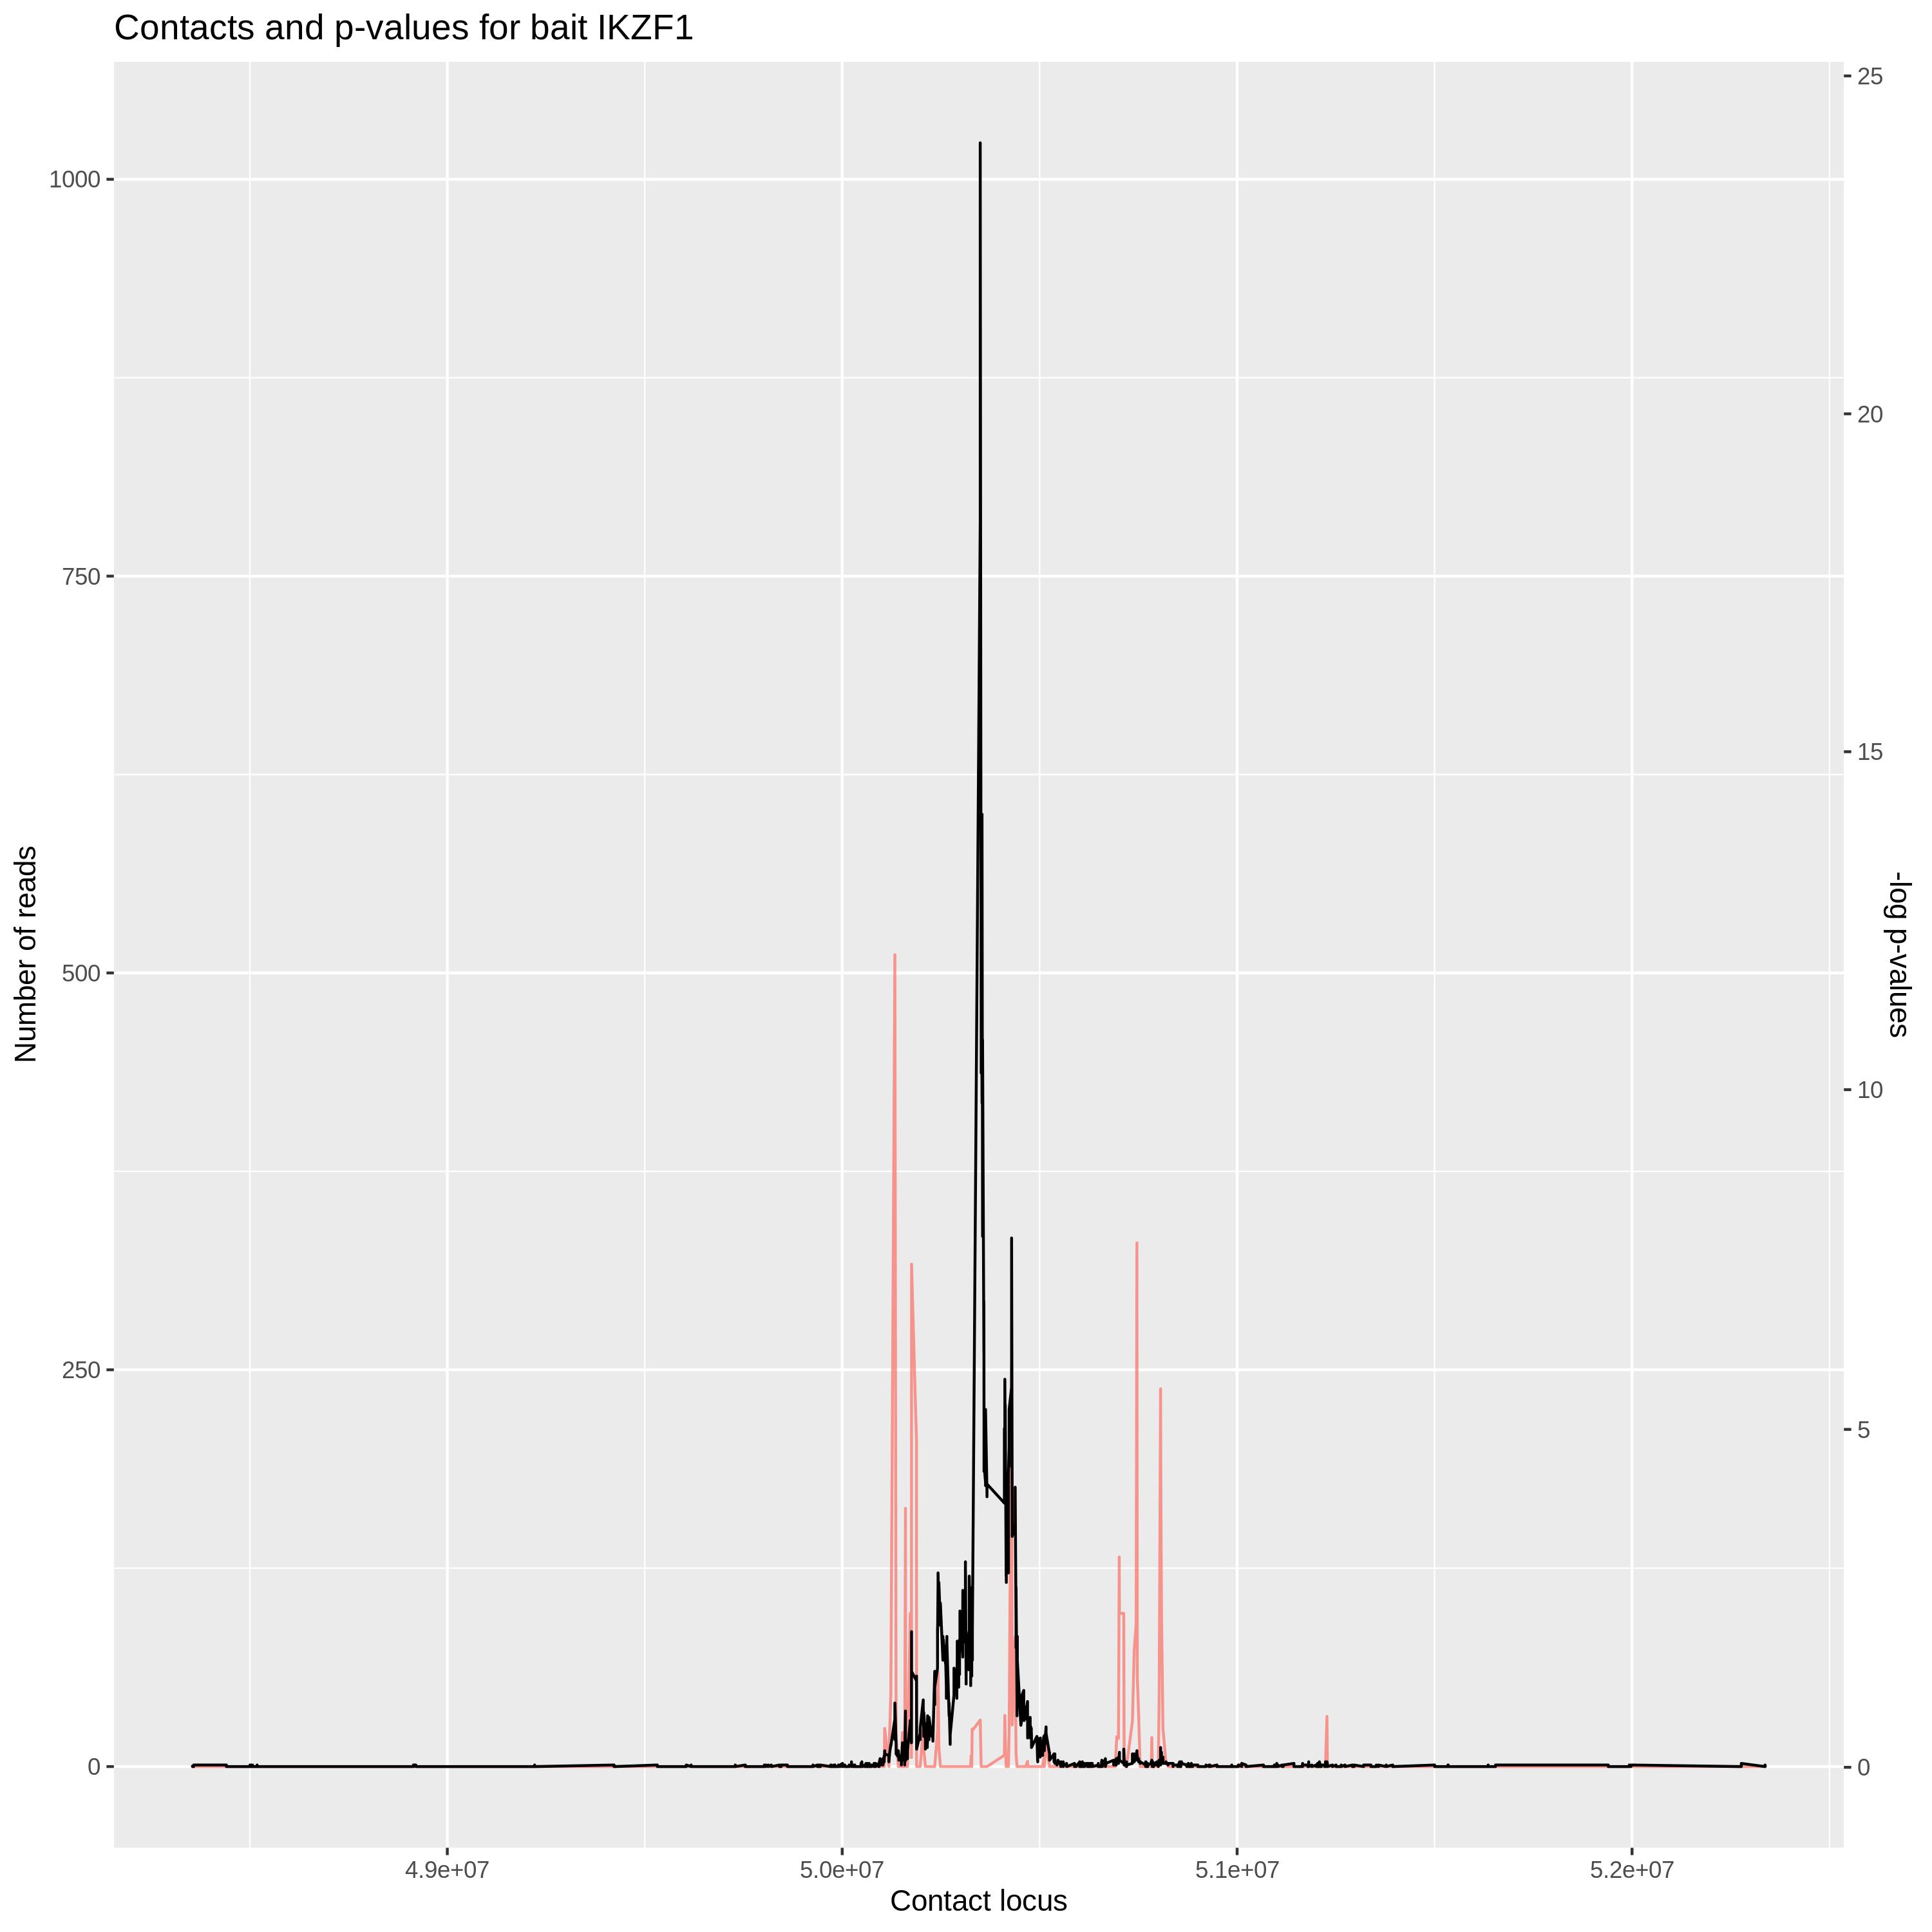 Contacts and p-values for bait IKZF1
Number of reads
1000
750
500
250
0
25
20
15
10
5
0
-log p-values
4.9e+07
5.0e+07
5.1e+07
5.2e+07
Contact locus